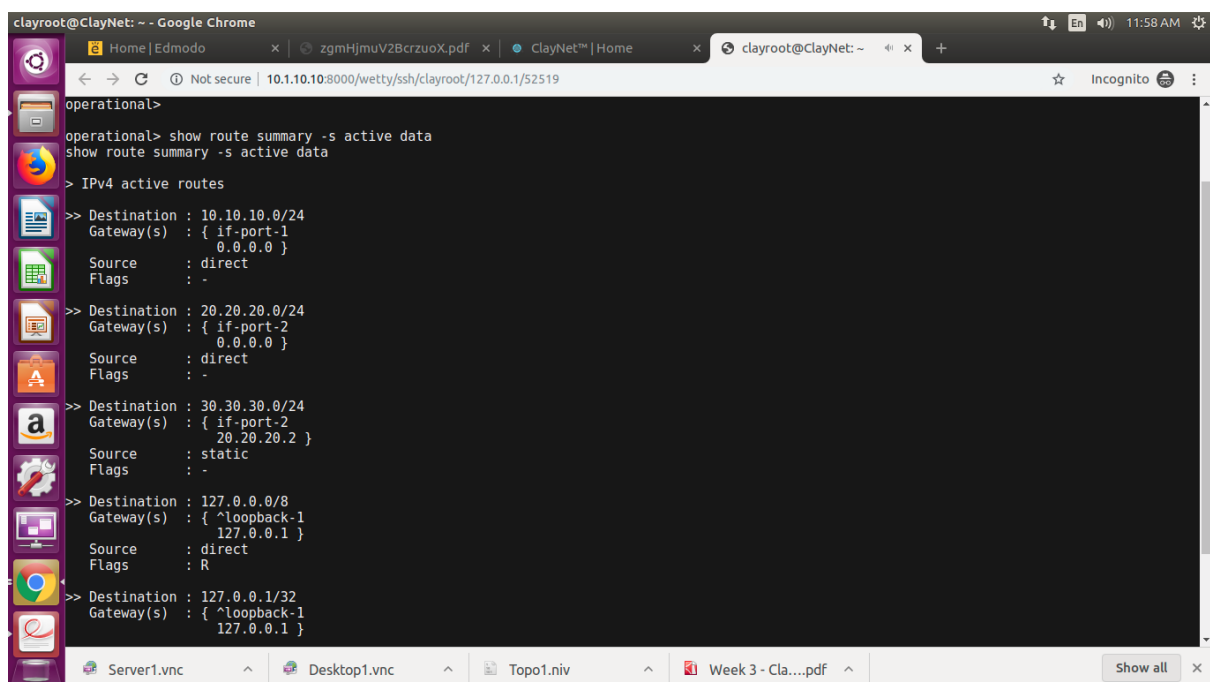 clayroot@ClayNet: ~ - Google Chrome
En 11:58 AM
Home | Edmodo
zgmHjmuV2BcrzuoX.pdf
ClayNet™ | Home
clayroot@ClayNet: ~
Not secure | 10.1.10.10:8000/wetty/ssh/clayroot/127.0.0.1/52519
Incognito
operational>
operational> show route summary -s active data
show route summary -s active data
> IPv4 active routes
>> Destination : 10.10.10.0/24
Gateway(s) : { if-port-1
0.0.0.0 }
Source : direct
Flags : -
>> Destination : 20.20.20.0/24
Gateway(s) : { if-port-2
0.0.0.0 }
Source : direct
Flags : -
>> Destination : 30.30.30.0/24
Gateway(s) : { if-port-2
20.20.20.2 }
Source : static
Flags : -
>> Destination : 127.0.0.0/8
Gateway(s) : { ^loopback-1
127.0.0.1 }
Source : direct
Flags : R
>> Destination : 127.0.0.1/32
Gateway(s) : { ^loopback-1
127.0.0.1 }
Server1.vnc
Desktop1.vnc
Topo1.niv
Week 3 - Cla....pdf
Show all